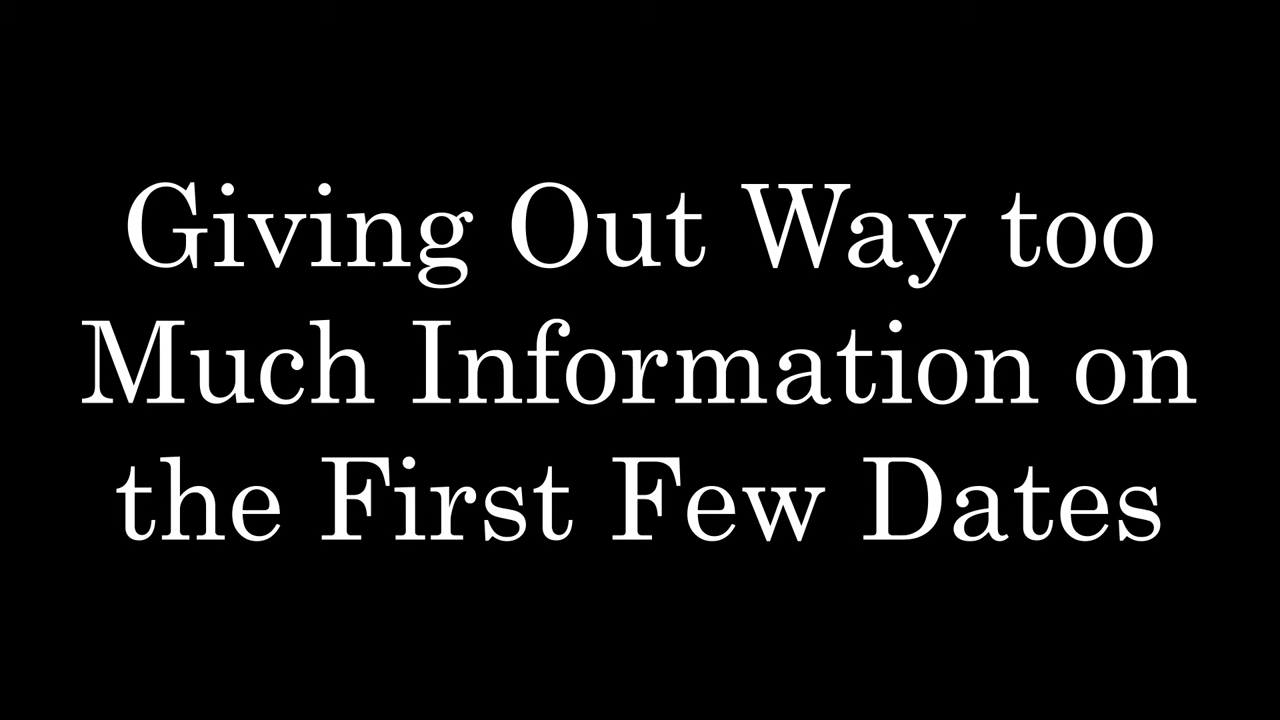 Giving Out Way too
Much Information on
the First Few Dates